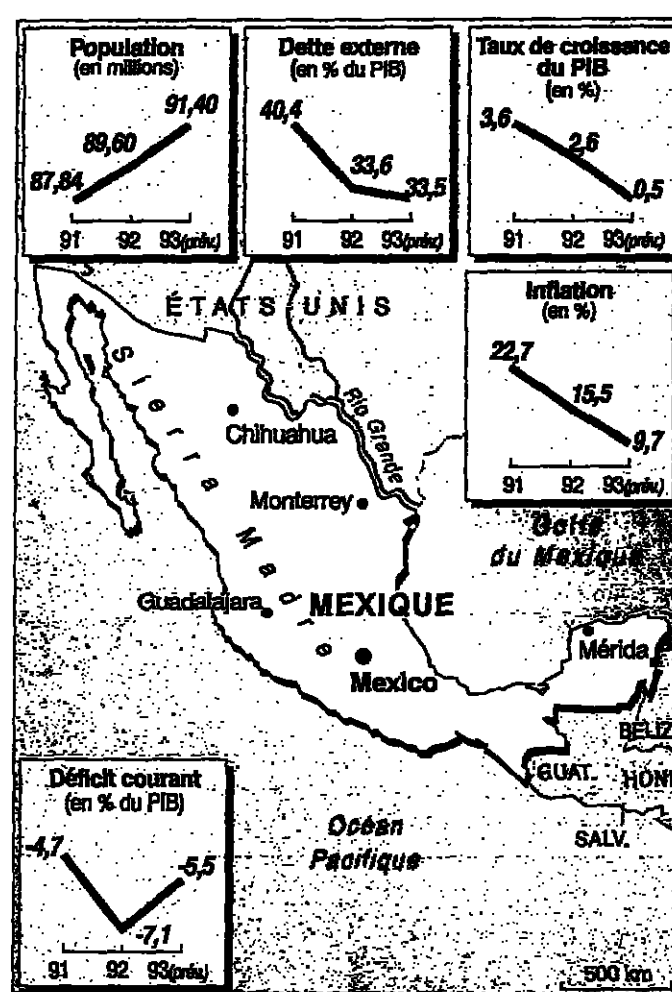 Population
(en millions)
87,84
89,60
91,40
91
92
93(prév.)
Dette externe
(en % du PIB)
40,4
33,6
33,5
91
92
93(prév.)
Taux de croissance
du PIB
(en %)
3,6
2,6
0,5
91
92
93(prév.)
Inflation
(en %)
22,7
15,5
9,7
91
92
93(prév.)
ÉTATS UNIS
Sierra Madre
Chihuahua
Rio Grande
Monterrey
Golfe
du Mexique
Guadalajara
MEXIQUE
Mexico
Mérida
BELIZ
GUAT.
HON
SALV.
Océan
Pacifique
Déficit courant
(en % du PIB)
-4,7
-7,1
-5,5
91
92
93(prév.)
500 km